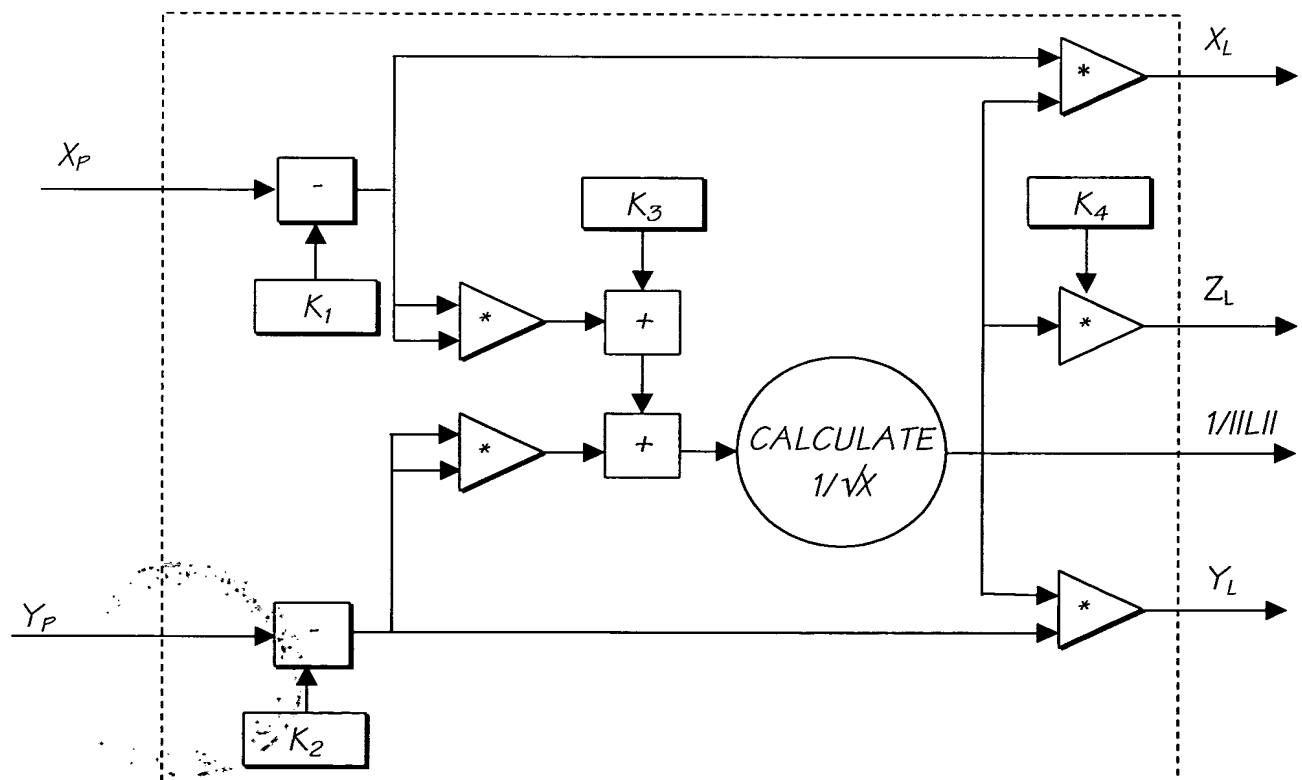 X_L
*
X_P
-
K_3
K_4
K_1
*
+
*
Z_L
*
+
CALCULATE
1/√X
1/||L||
Y_P
-
*
Y_L
K_2